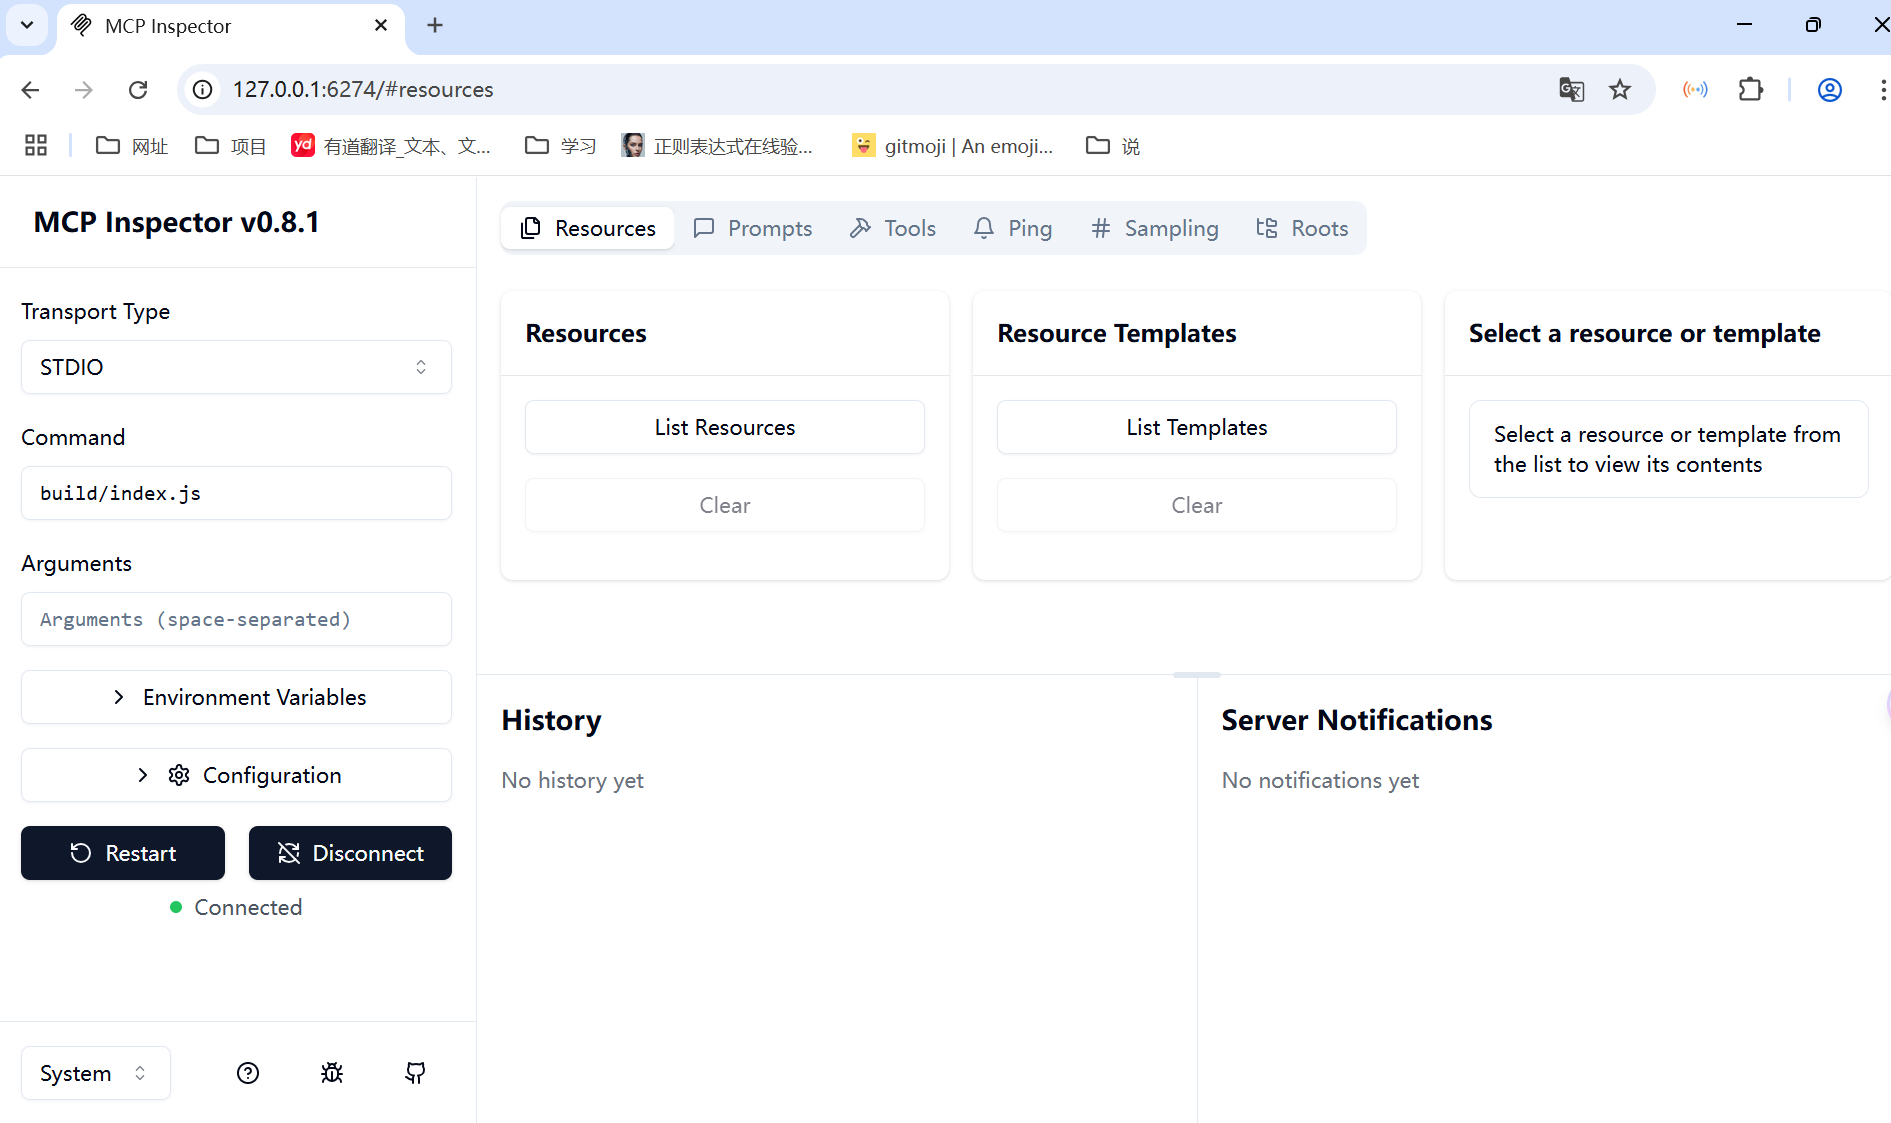 MCP Inspector
127.0.0.1:6274/#resources
网址
项目
yd
有道翻译_文本、文...
学习
正则表达式在线验...
gitmoji | An emoji...
说
MCP Inspector v0.8.1
Transport Type
STDIO
Command
build/index.js
Arguments
Arguments (space-separated)
Environment Variables
Configuration
Restart
Disconnect
Connected
System
Resources
Prompts
Tools
Ping
Sampling
Roots
Resources
List Resources
Clear
Resource Templates
List Templates
Clear
Select a resource or template
Select a resource or template from
the list to view its contents
History
No history yet
Server Notifications
No notifications yet